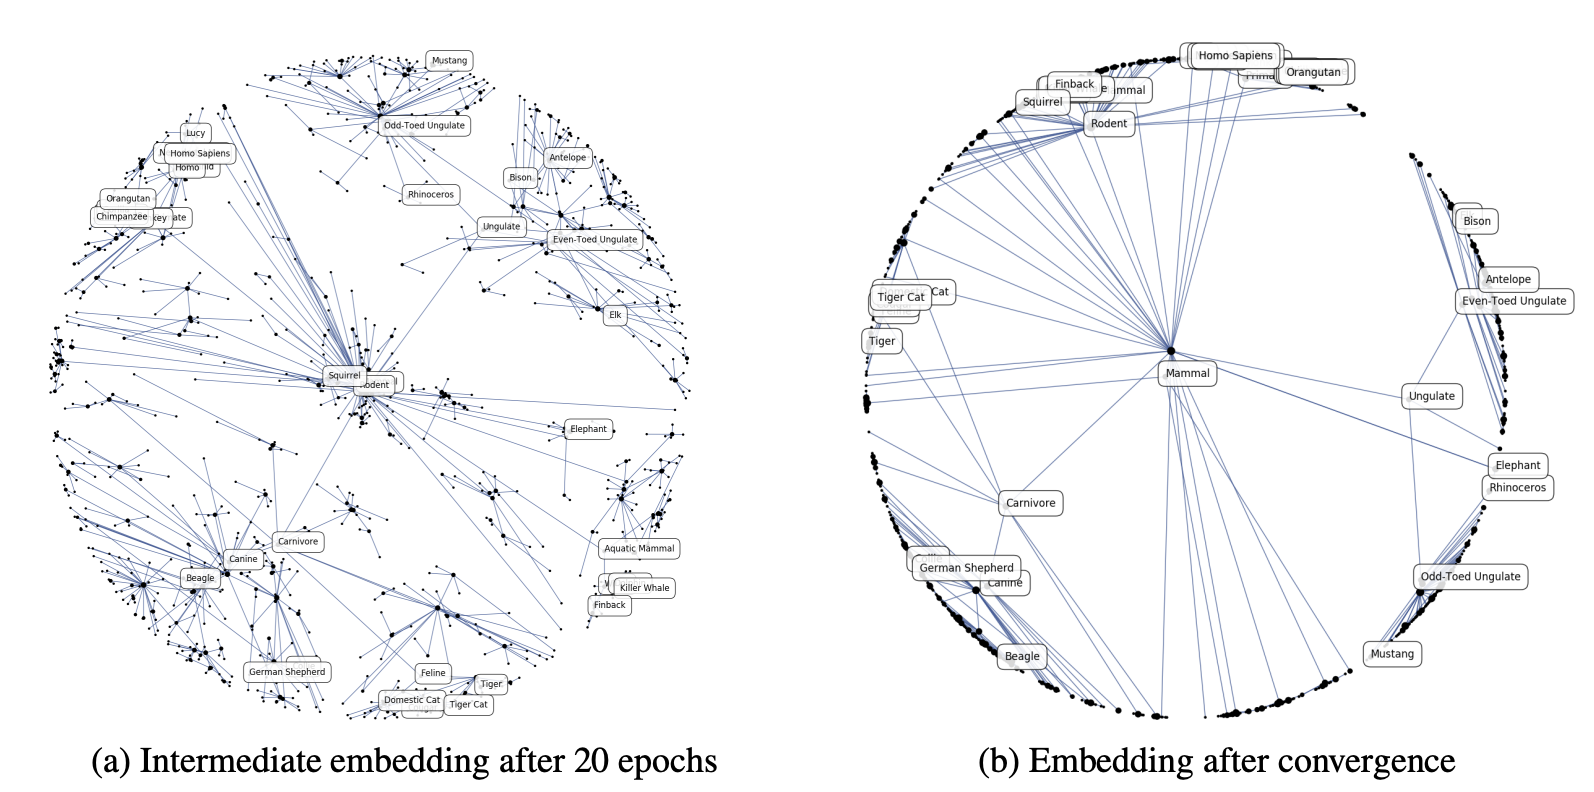 Mustang
Odd-Toed Ungulate
Lucy
Homo Sapiens
Homo
Antelope
Bison
Orangutan
Rhinoceros
Chimpanzee
Ungulate
Even-Toed Ungulate
Elk
Squirrel
Rodent
Elephant
Carnivore
Canine
Aquatic Mammal
Beagle
Killer Whale
Finback
German Shepherd
Feline
Tiger
Domestic Cat
Tiger Cat
(a) Intermediate embedding after 20 epochs
Homo Sapiens
Orangutan
Finback
Squirrel
Rodent
Bison
Antelope
Tiger Cat
Cat
Even-Toed Ungulate
Tiger
Mammal
Ungulate
Elephant
Rhinoceros
Carnivore
German Shepherd
Canine
Odd-Toed Ungulate
Beagle
Mustang
(b) Embedding after convergence